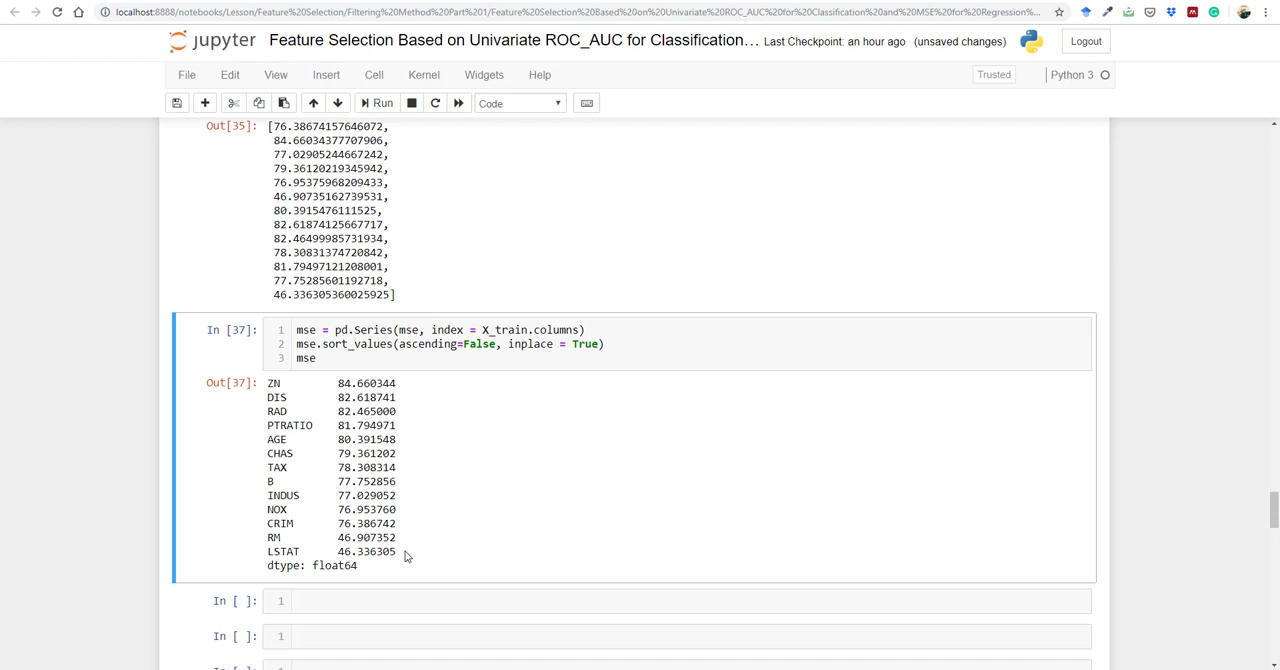 localhost:8888/notebooks/Lesson/Feature%20Selection/Filtering%20Method%20Part%201/Feature%20Selection%20Based%20on%20Univariate%20ROC_AUC%20for%20Classification%20and%20MSE%20for%20Regression%...
jupyter Feature Selection Based on Univariate ROC_AUC for Classification... Last Checkpoint: an hour ago (unsaved changes) Logout
File Edit View Insert Cell Kernel Widgets Help Trusted Python 3
Run Code
Out[35]: [76.38674157646072,
84.66034377707906,
77.02905244667242,
79.36120219345942,
76.95375968209433,
46.90735162739531,
80.3915476111525,
82.61874125667717,
82.46499985731934,
78.30831374720842,
81.79497121208001,
77.75285601192718,
46.336305360025925]
In [37]: 1 mse = pd.Series(mse, index = X_train.columns)
2 mse.sort_values(ascending=False, inplace = True)
3 mse
Out[37]: ZN 84.660344
DIS 82.618741
RAD 82.465000
PTRATIO 81.794971
AGE 80.391548
CHAS 79.361202
TAX 78.308314
B 77.752856
INDUS 77.029052
NOX 76.953760
CRIM 76.386742
RM 46.907352
LSTAT 46.336305
dtype: float64
In [ ]: 1
In [ ]: 1